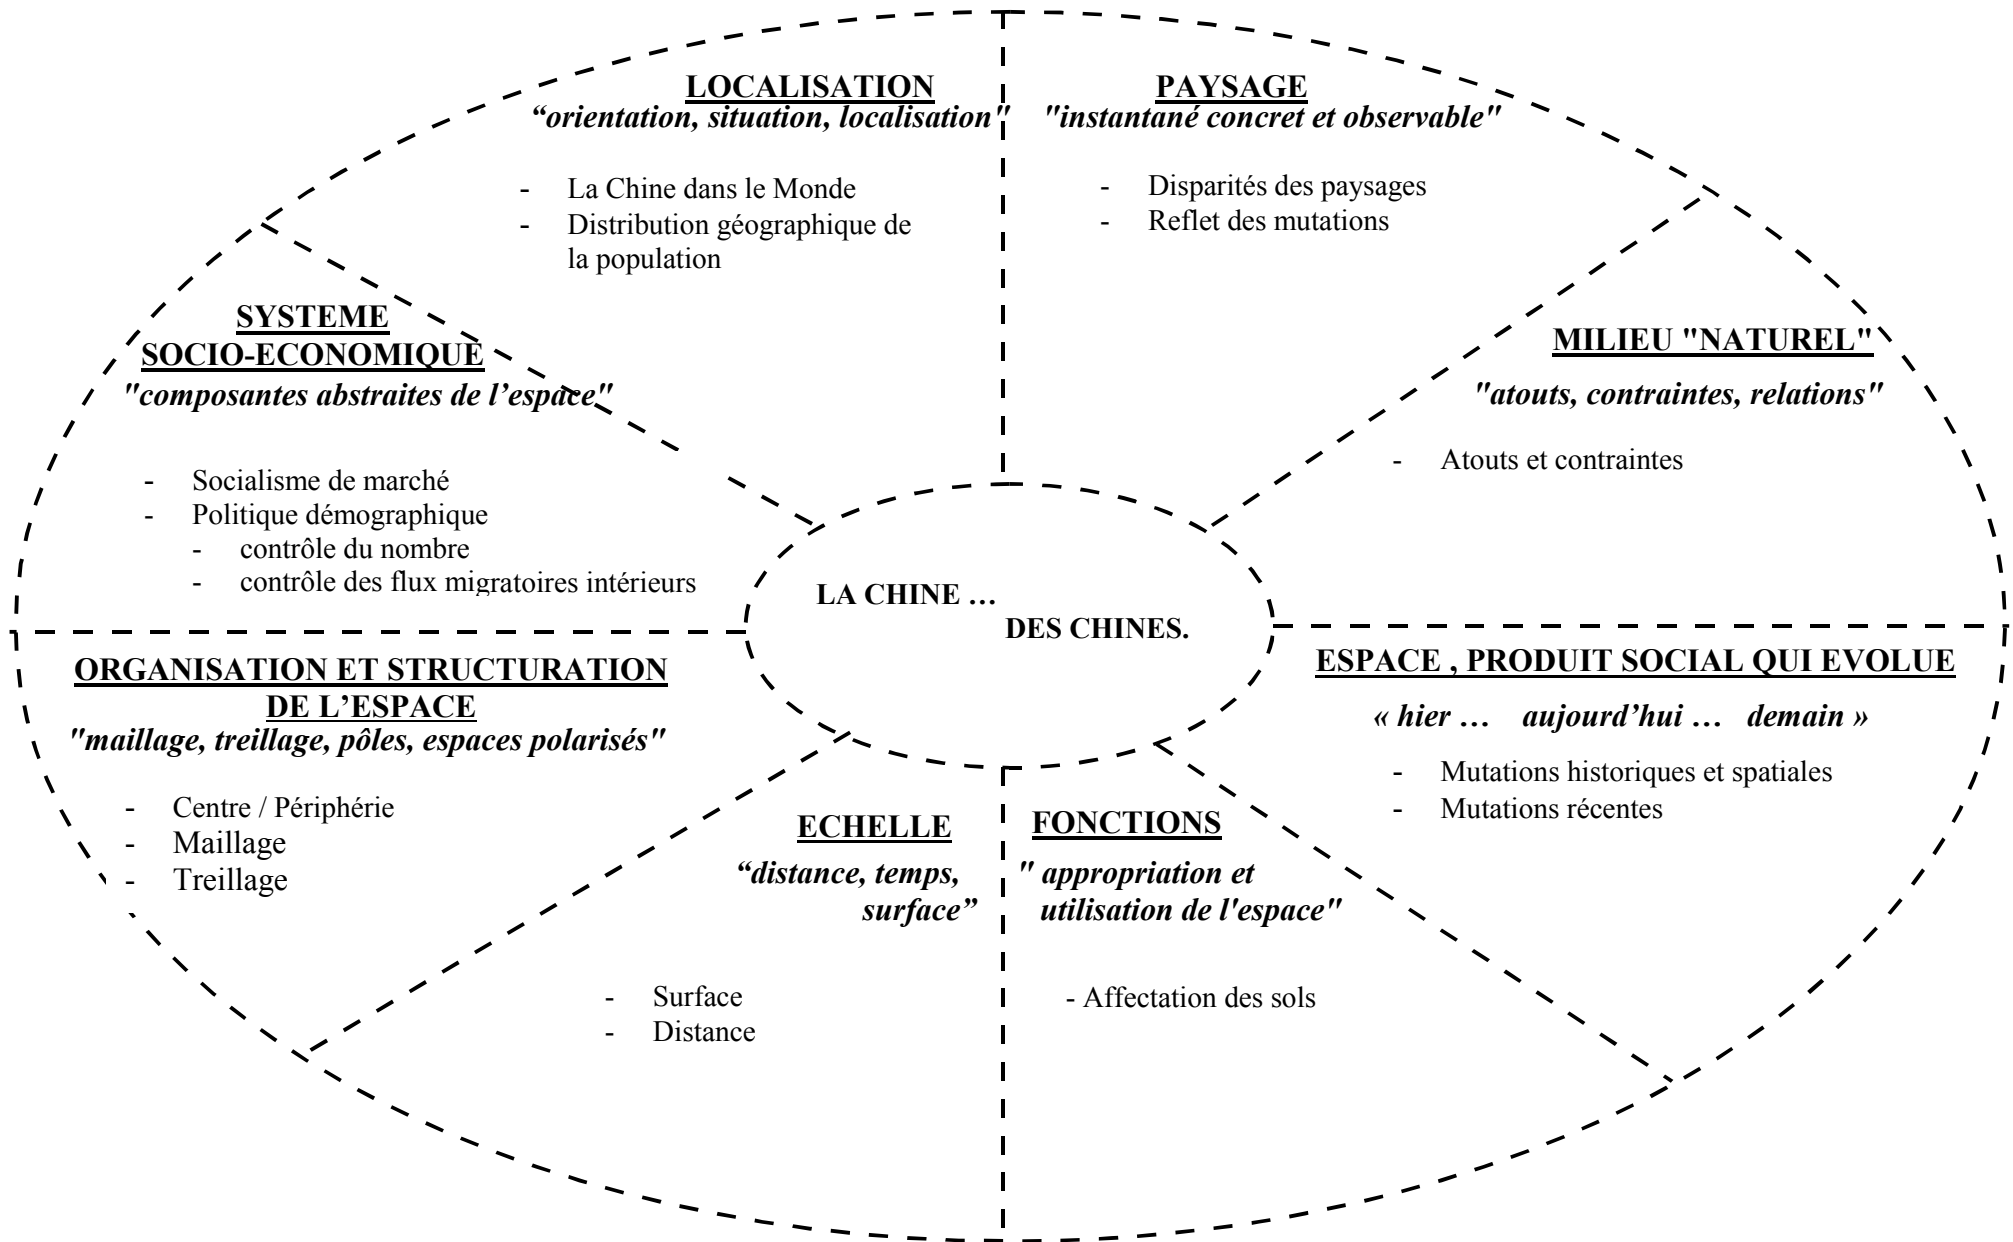 LOCALISATION
“orientation, situation, localisation"
- La Chine dans le Monde
- Distribution géographique de
la population
PAYSAGE
"instantané concret et observable"
- Disparités des paysages
- Reflet des mutations
SYSTEME
SOCIO-ECONOMIQUE
"composantes abstraites de l’espace"
- Socialisme de marché
- Politique démographique
- contrôle du nombre
- contrôle des flux migratoires intérieurs
MILIEU "NATUREL"
"atouts, contraintes, relations"
- Atouts et contraintes
LA CHINE …
DES CHINES.
ORGANISATION ET STRUCTURATION
DE L’ESPACE
"maillage, treillage, pôles, espaces polarisés"
- Centre / Périphérie
- Maillage
- Treillage
ESPACE , PRODUIT SOCIAL QUI EVOLUE
« hier … aujourd’hui … demain »
- Mutations historiques et spatiales
- Mutations récentes
ECHELLE
“distance, temps,
surface”
- Surface
- Distance
FONCTIONS
" appropriation et
utilisation de l'espace"
- Affectation des sols